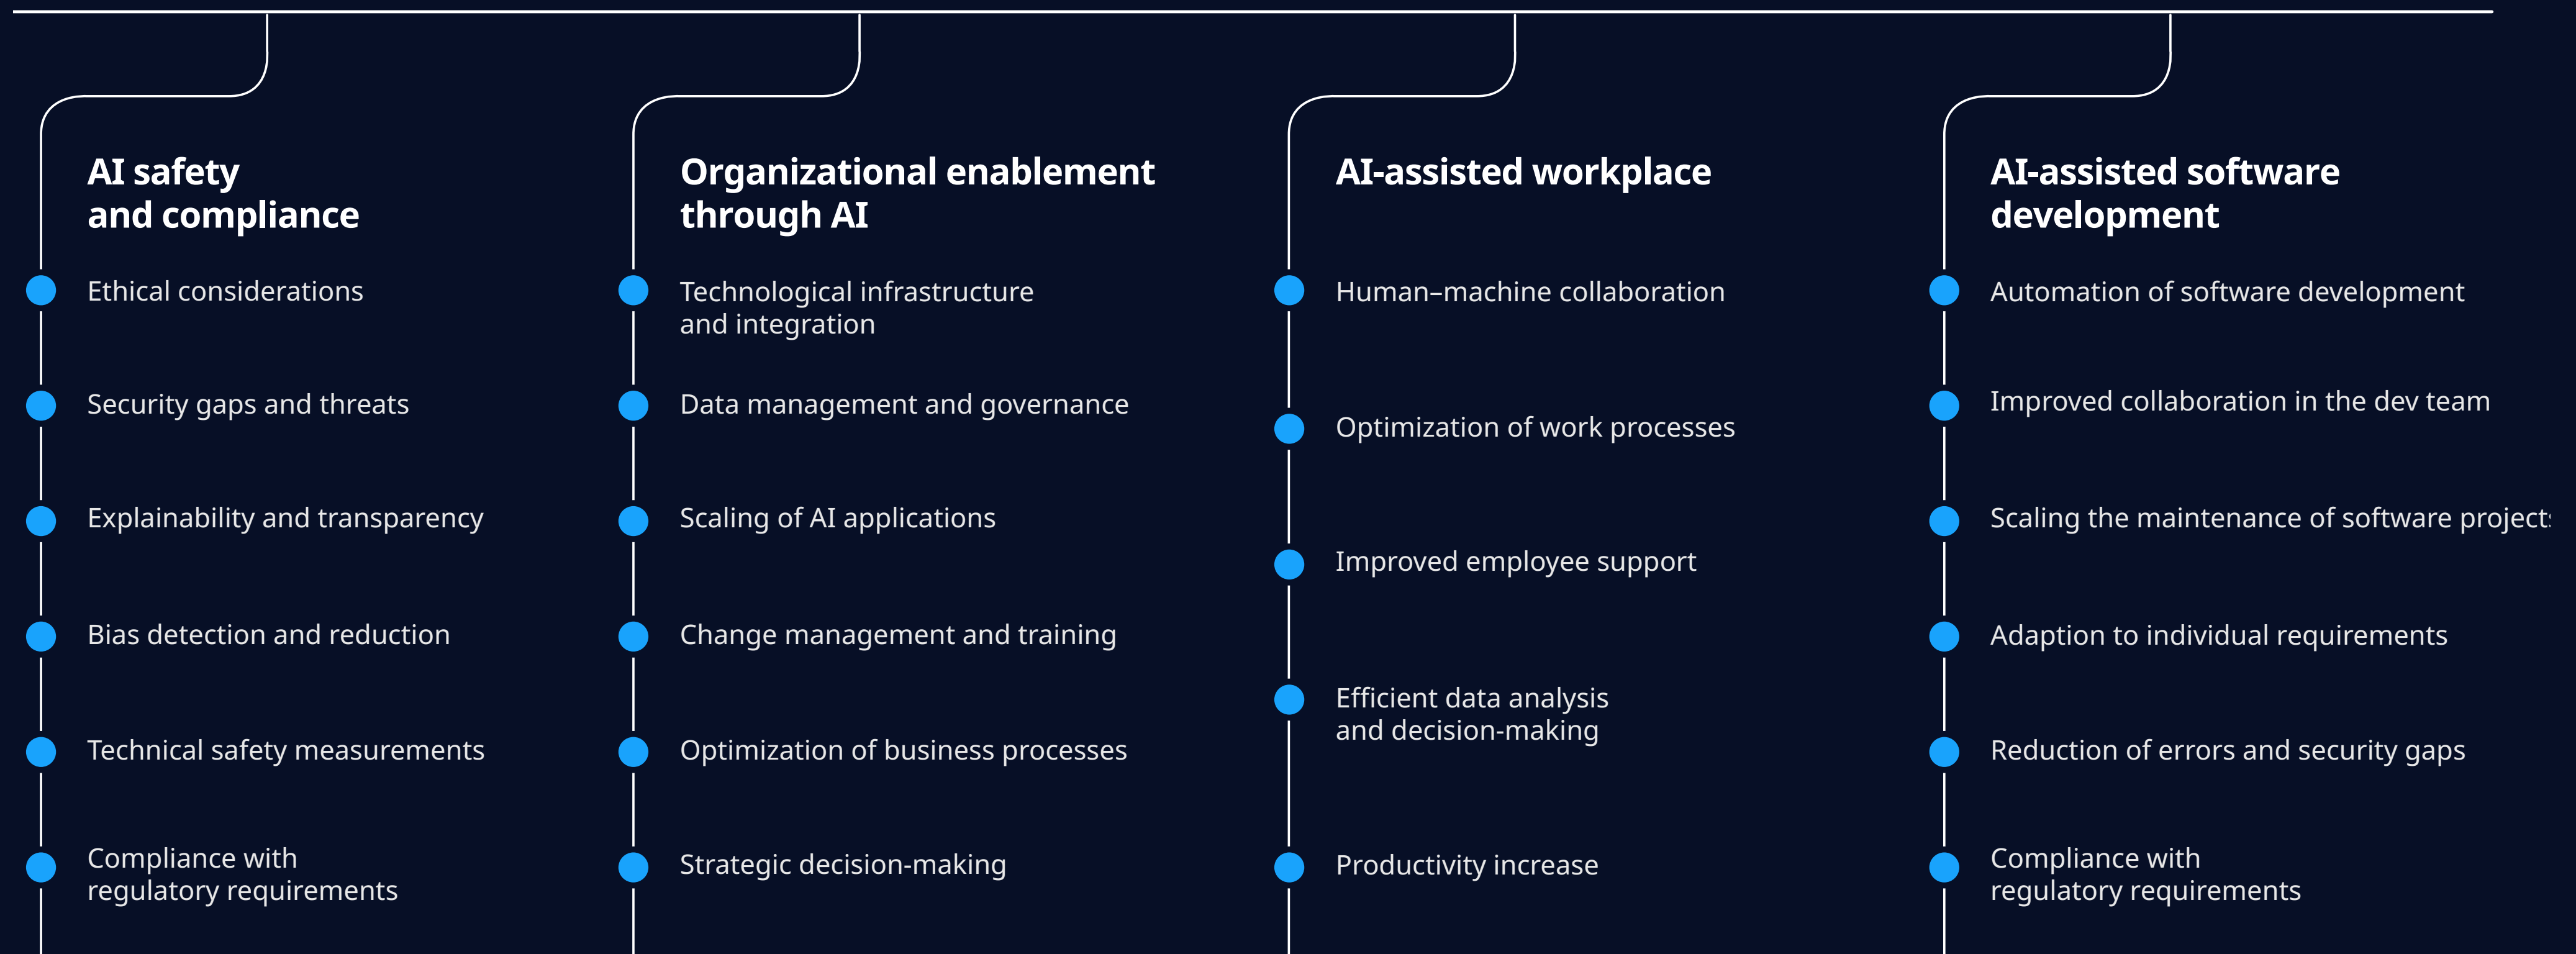 AI safety
and compliance
Ethical considerations
Security gaps and threats
Explainability and transparency
Bias detection and reduction
Technical safety measurements
Compliance with
regulatory requirements
Organizational enablement
through AI
Technological infrastructure
and integration
Data management and governance
Scaling of AI applications
Change management and training
Optimization of business processes
Strategic decision-making
AI-assisted workplace
Human–machine collaboration
Optimization of work processes
Improved employee support
Efficient data analysis
and decision-making
Productivity increase
AI-assisted software
development
Automation of software development
Improved collaboration in the dev team
Scaling the maintenance of software projects
Adaption to individual requirements
Reduction of errors and security gaps
Compliance with
regulatory requirements